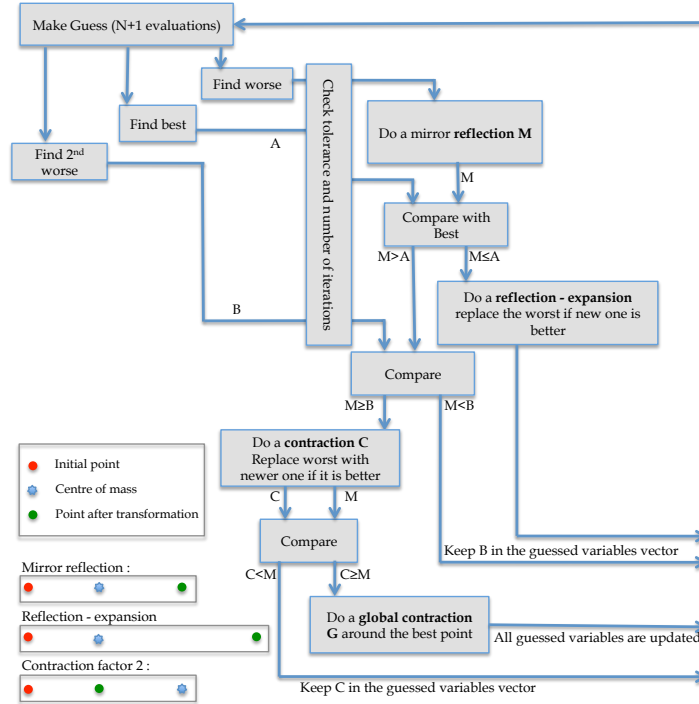 Make Guess (N+1 evaluations)
Find worse
Find best
A
Find 2nd
worse
Check tolerance and number of iterations
Do a mirror reflection M
M
Compare with
Best
M>A
M≤A
Do a reflection - expansion
replace the worst if new one is
better
B
Compare
M≥B
M<B
Do a contraction C
Replace worst with
newer one if it is better
C
M
Compare
C<M
C≥M
Keep B in the guessed variables vector
Do a global contraction
G around the best point
All guessed variables are updated
Keep C in the guessed variables vector
Initial point
Centre of mass
Point after transformation
Mirror reflection :
Reflection - expansion
Contraction factor 2 :